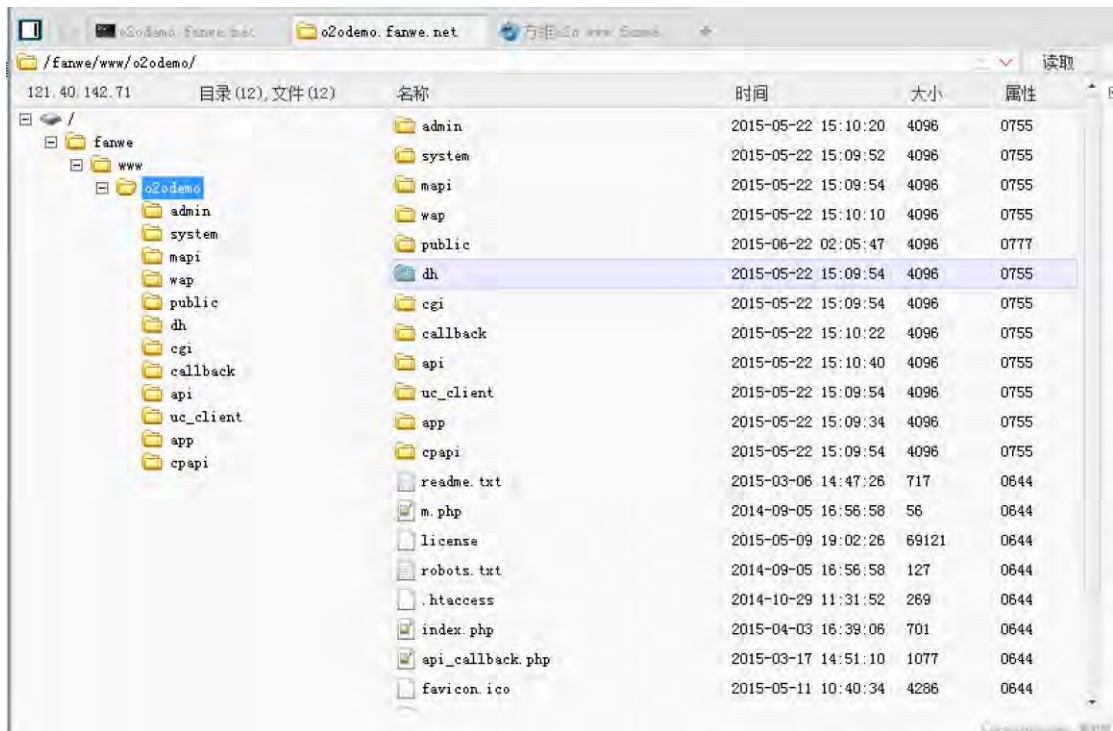 o2odemo.fanwe.net o2odemo.fanwe.net
/fanwe/www/o2odemo/ 读取
121.40.142.71 目录(12),文件(12) 名称 时间 大小 属性
/
fanwe
www
o2odemo
admin
system
mapi
wap
public
dh
cgi
callback
api
uc_client
app
cpapi
admin 2015-05-22 15:10:20 4096 0755
system 2015-05-22 15:09:52 4096 0755
mapi 2015-05-22 15:09:54 4096 0755
wap 2015-05-22 15:10:10 4096 0755
public 2015-06-22 02:05:47 4096 0777
dh 2015-05-22 15:09:54 4096 0755
cgi 2015-05-22 15:09:54 4096 0755
callback 2015-05-22 15:10:22 4096 0755
api 2015-05-22 15:10:40 4096 0755
uc_client 2015-05-22 15:09:54 4096 0755
app 2015-05-22 15:09:34 4096 0755
cpapi 2015-05-22 15:09:54 4096 0755
readme.txt 2015-03-06 14:47:26 717 0644
m.php 2014-09-05 16:56:58 56 0644
license 2015-05-09 19:02:26 69121 0644
robots.txt 2014-09-05 16:56:58 127 0644
.htaccess 2014-10-29 11:31:52 269 0644
index.php 2015-04-03 16:39:06 701 0644
api_callback.php 2015-03-17 14:51:10 1077 0644
favicon.ico 2015-05-11 10:40:34 4286 0644